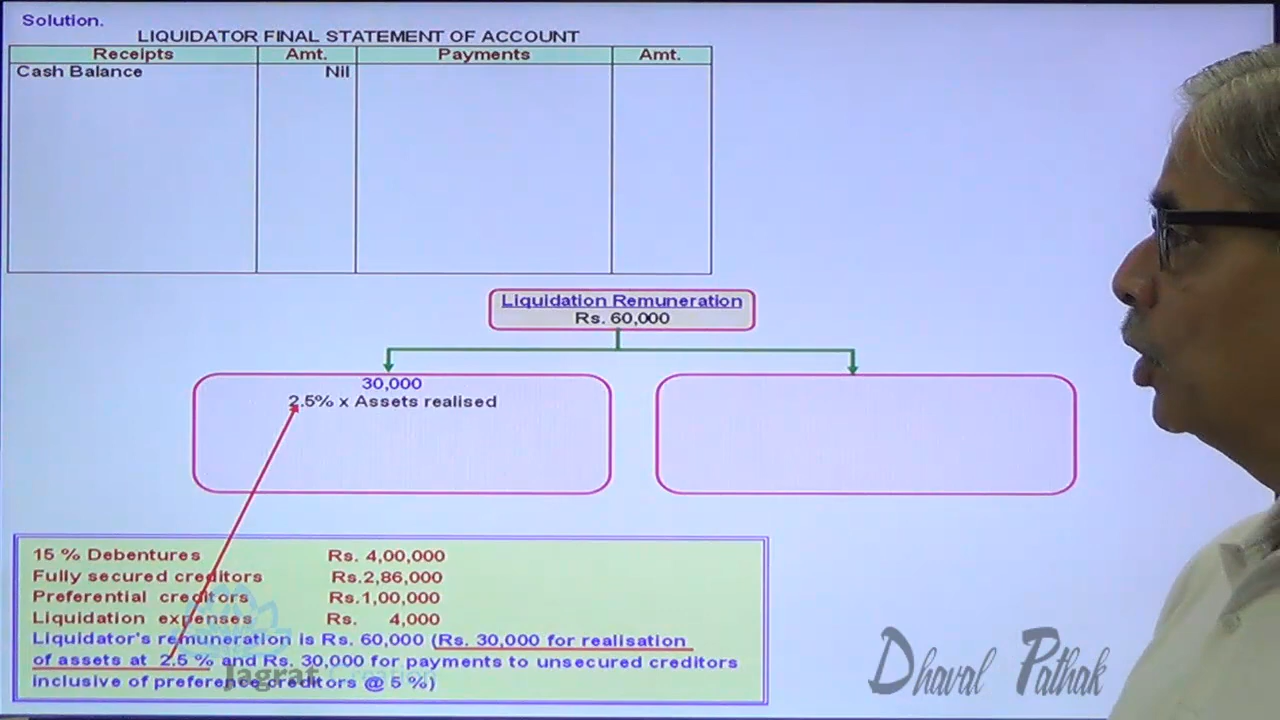 Solution.
LIQUIDATOR FINAL STATEMENT OF ACCOUNT
Receipts Amt. Payments Amt.
Cash Balance Nil
Liquidation Remuneration
Rs. 60,000
30,000
2.5% x Assets realised
15 % Debentures Rs. 4,00,000
Fully secured creditors Rs.2,86,000
Preferential creditors Rs.1,00,000
Liquidation expenses Rs. 4,000
Liquidator's remuneration is Rs. 60,000 (Rs. 30,000 for realisation
of assets at 2.5 % and Rs. 30,000 for payments to unsecured creditors
inclusive of preference creditors @ 5 %)
Jagrat
Dhaval Pathak